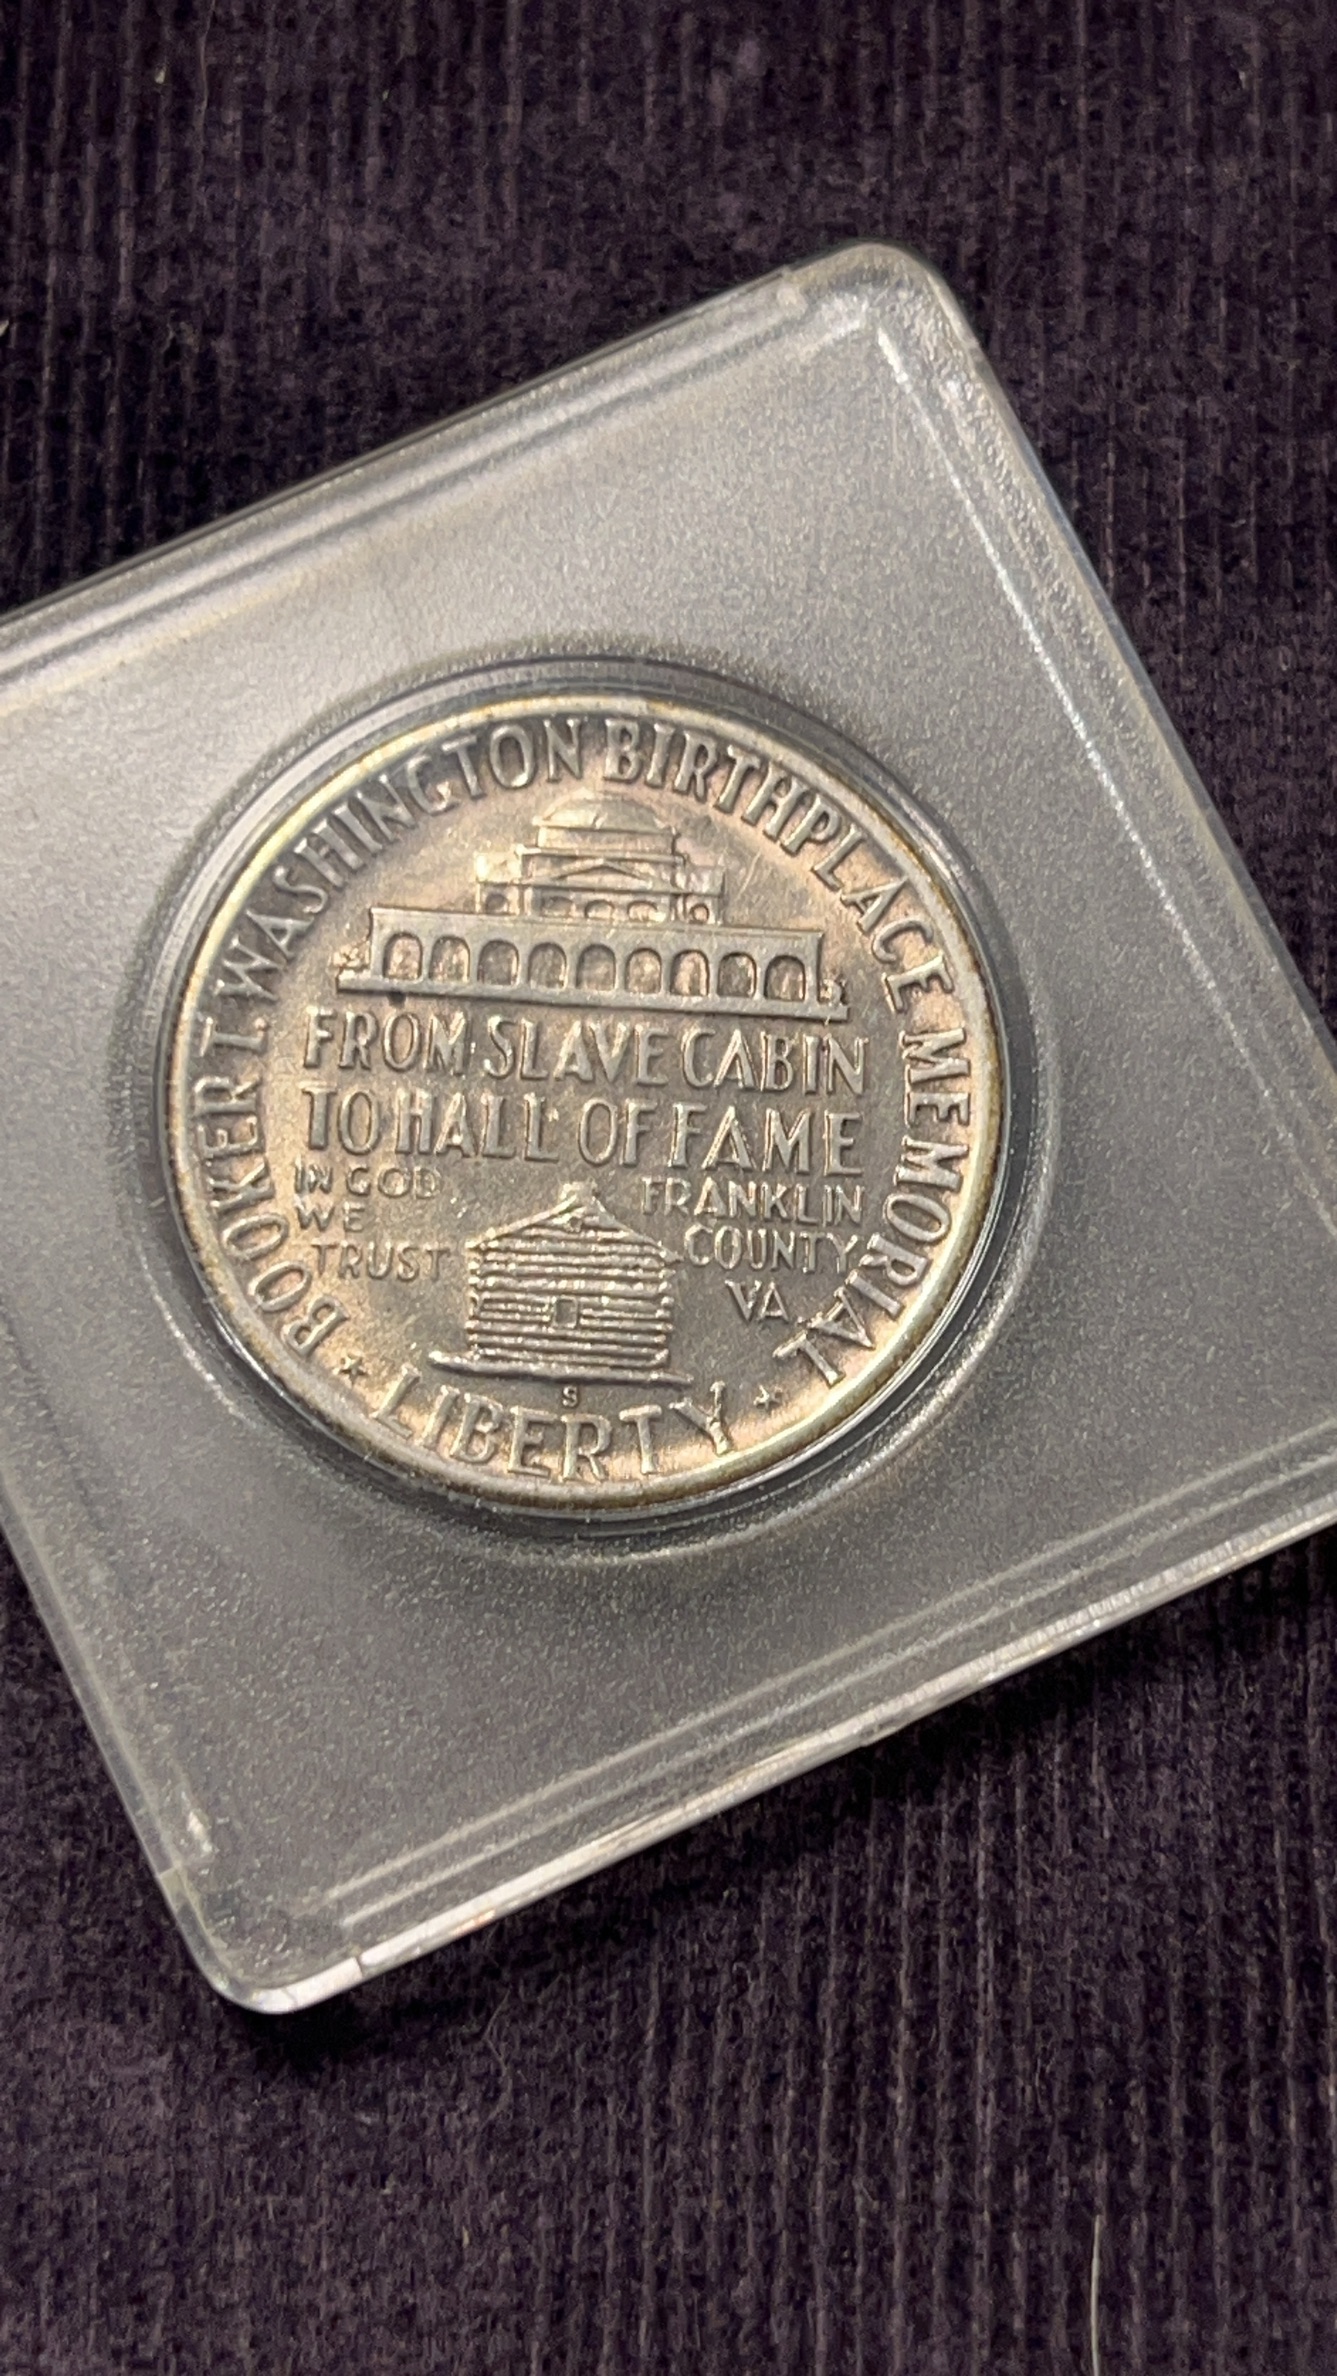 BOOKER T. WASHINGTON BIRTHPLACE MEMORIAL
FROM SLAVE CABIN
TO HALL OF FAME
IN GOD
WE
TRUST
FRANKLIN
COUNTY
VA.
S
LIBERTY